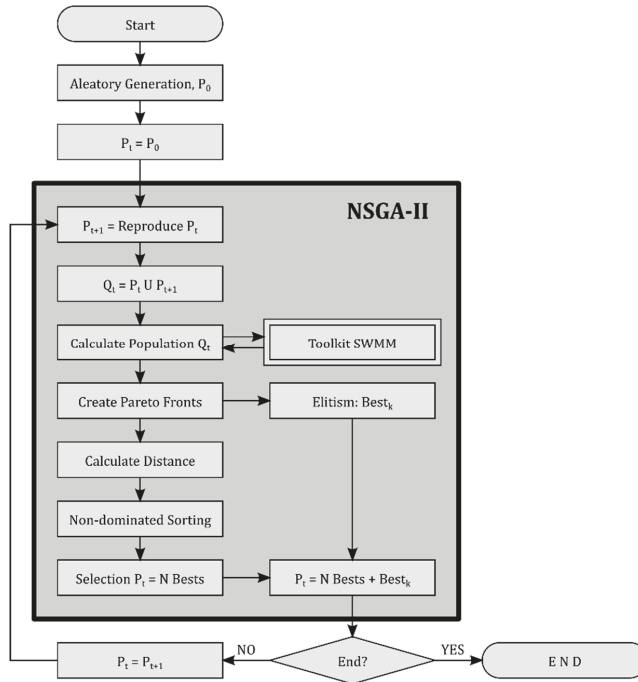 Start
Aleatory Generation, P₀
Pₜ = P₀
NSGA-II
Pₜ₊₁ = Reproduce Pₜ
Qₜ = Pₜ U Pₜ₊₁
Calculate Population Qₜ
Toolkit SWMM
Create Pareto Fronts
Elitism: Bestₖ
Calculate Distance
Non-dominated Sorting
Selection Pₜ = N Bests
Pₜ = N Bests + Bestₖ
Pₜ = Pₜ₊₁
NO
End?
YES
E N D